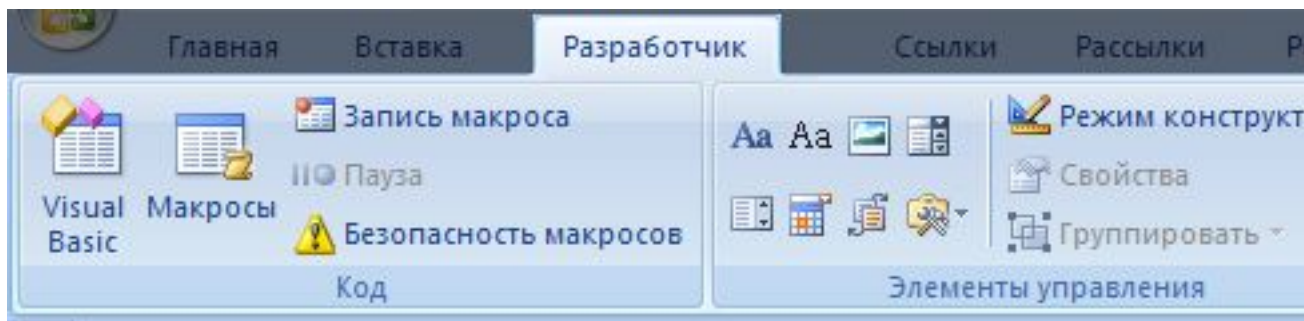 Главная Вставка Разработчик Ссылки Рассылки Р
Visual Basic
Макросы
Запись макроса
Пауза
Безопасность макросов
Код
Aa Aa
Режим конструкт
Свойства
Группировать
Элементы управления